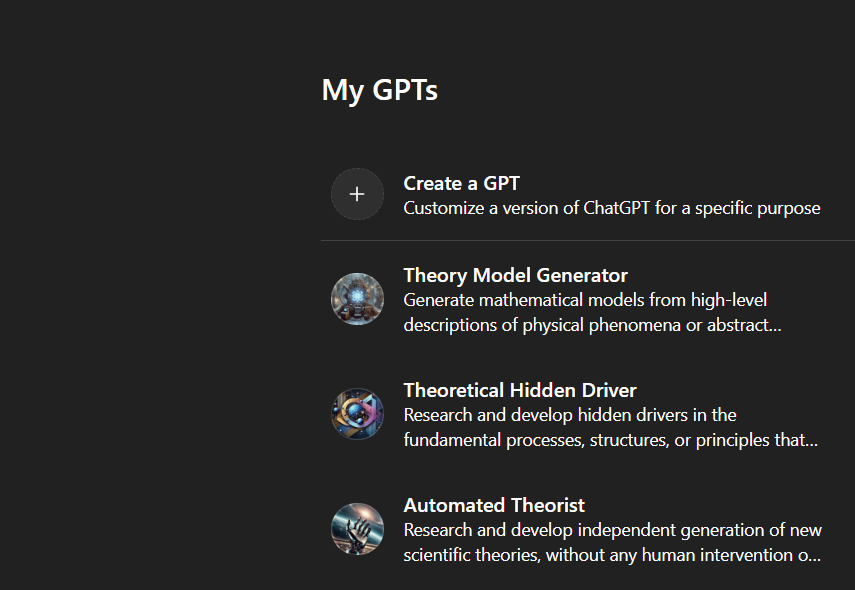 My GPTs
Create a GPT
Customize a version of ChatGPT for a specific purpose
Theory Model Generator
Generate mathematical models from high-level
descriptions of physical phenomena or abstract...
Theoretical Hidden Driver
Research and develop hidden drivers in the
fundamental processes, structures, or principles that...
Automated Theorist
Research and develop independent generation of new
scientific theories, without any human intervention o...